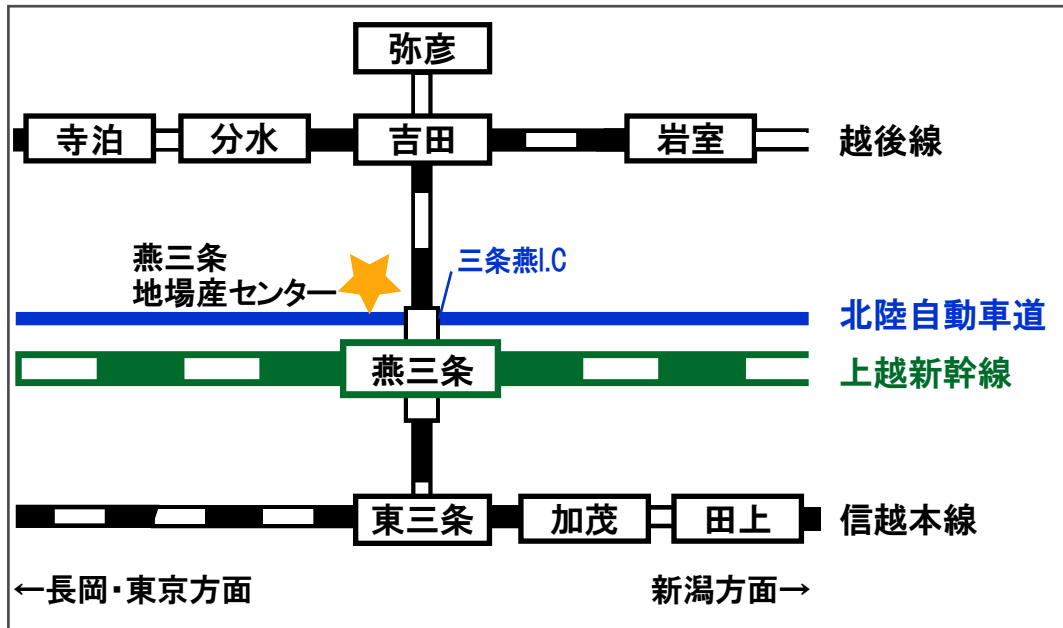 弥彦
寺泊
分水
吉田
岩室
越後線
燕三条
地場産センター
三条燕I.C
北陸自動車道
燕三条
上越新幹線
東三条
加茂
田上
信越本線
←長岡・東京方面
新潟方面→